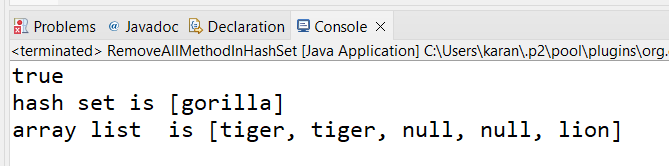 Problems @ Javadoc Declaration Console
<terminated> RemoveAllMethodInHashSet [Java Application] C:\Users\karan\.p2\pool\plugins\org.
true
hash set is [gorilla]
array list  is [tiger, tiger, null, null, lion]